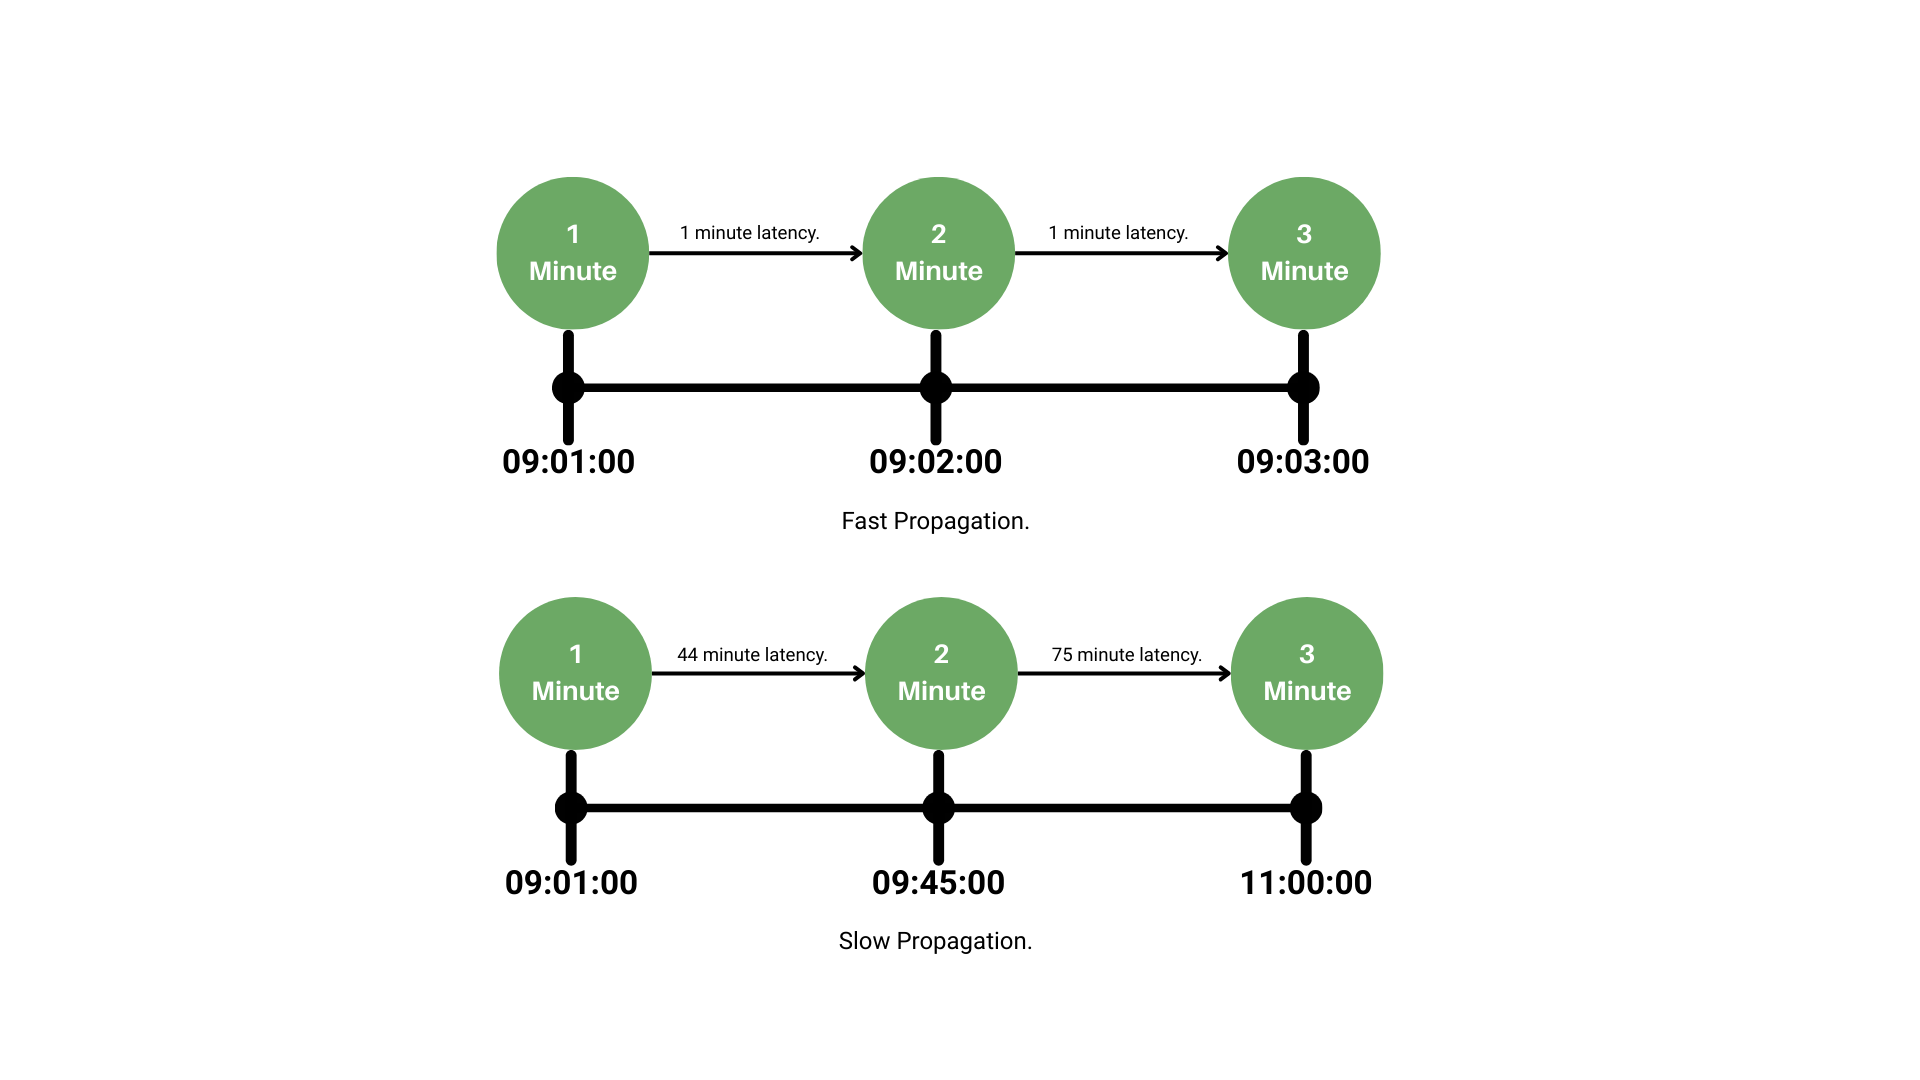 1
Minute
1 minute latency.
2
Minute
1 minute latency.
3
Minute
09:01:00
09:02:00
09:03:00
Fast Propagation.
1
Minute
44 minute latency.
2
Minute
75 minute latency.
3
Minute
09:01:00
09:45:00
11:00:00
Slow Propagation.